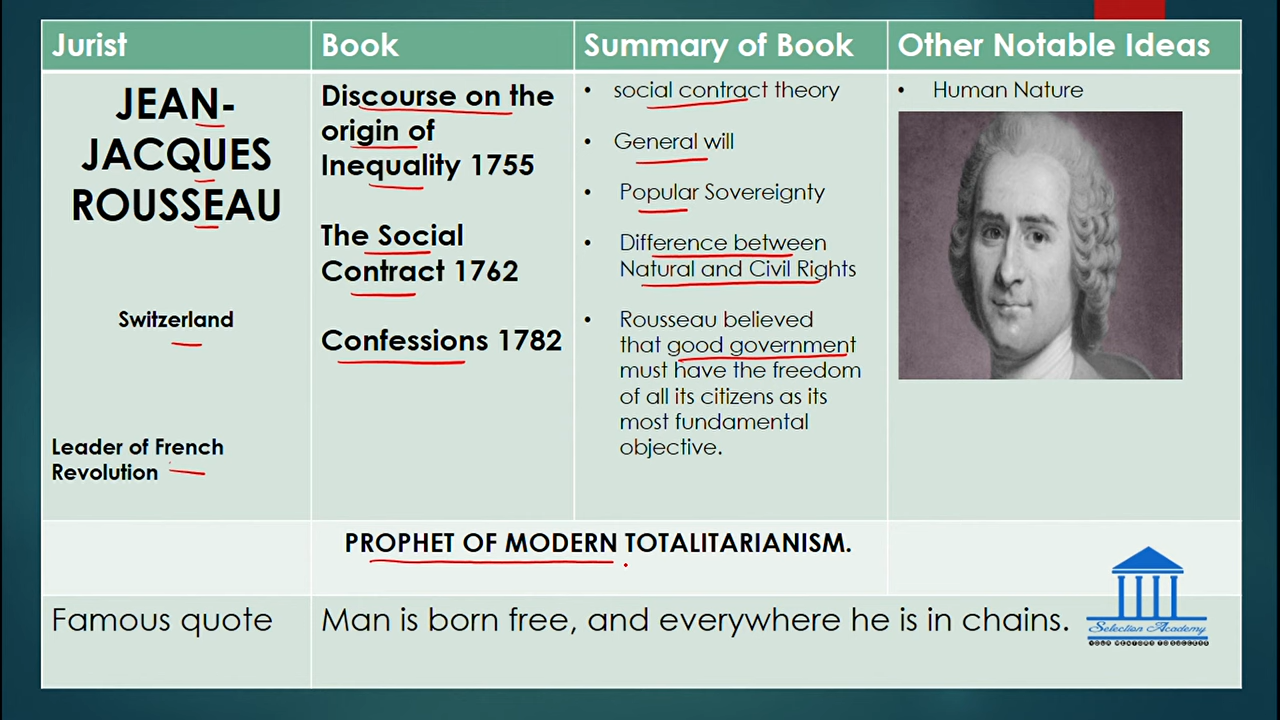 Jurist
Book
Summary of Book
Other Notable Ideas
JEAN-
JACQUES
ROUSSEAU
Switzerland
Leader of French
Revolution
Discourse on the
origin of
Inequality 1755
The Social
Contract 1762
Confessions 1782
• social contract theory
• General will
• Popular Sovereignty
• Difference between
Natural and Civil Rights
• Rousseau believed
that good government
must have the freedom
of all its citizens as its
most fundamental
objective.
• Human Nature
PROPHET OF MODERN TOTALITARIANISM.
Famous quote
Man is born free, and everywhere he is in chains.
Selection Academy
YOUR MENTORS TO SUCCESS